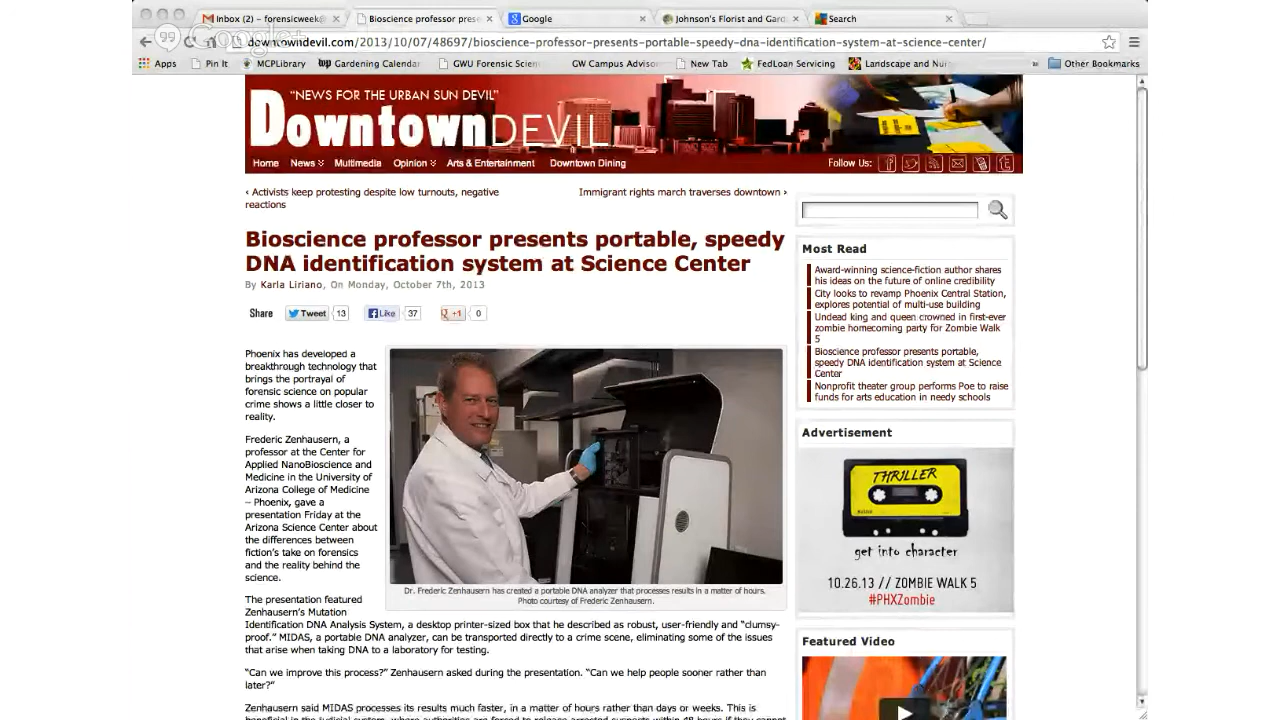 Inbox (2) – forensicweek@
Bioscience professor pres
Google
Johnson's Florist and Gard
Search
Google+
downtowndevil.com/2013/10/07/48697/bioscience-professor-presents-portable-speedy-dna-identification-system-at-science-center/
Apps
Pin It
MCPLibrary
Gardening Calendar
GWU Forensic Scien
GW Campus Advisor
New Tab
FedLoan Servicing
Landscape and Nur
»
Other Bookmarks
"NEWS FOR THE URBAN SUN DEVIL"
DowntownDEVIL
Home
News
Multimedia
Opinion
Arts & Entertainment
Downtown Dining
Follow Us:
‹ Activists keep protesting despite low turnouts, negative
reactions
Immigrant rights march traverses downtown ›
Bioscience professor presents portable, speedy
DNA identification system at Science Center
By Karla Liriano, On Monday, October 7th, 2013
Share
Tweet
13
Like
37
+1
0
Phoenix has developed a
breakthrough technology that
brings the portrayal of
forensic science on popular
crime shows a little closer to
reality.
Frederic Zenhausern, a
professor at the Center for
Applied NanoBioscience and
Medicine in the University of
Arizona College of Medicine
– Phoenix, gave a
presentation Friday at the
Arizona Science Center about
the differences between
fiction's take on forensics
and the reality behind the
science.
Dr. Frederic Zenhausern has created a portable DNA analyzer that processes results in a matter of hours.
Photo courtesy of Frederic Zenhausern.
The presentation featured
Zenhausern's Mutation
Identification DNA Analysis System, a desktop printer-sized box that he described as robust, user-friendly and "clumsy-
proof." MIDAS, a portable DNA analyzer, can be transported directly to a crime scene, eliminating some of the issues
that arise when taking DNA to a laboratory for testing.
"Can we improve this process?" Zenhausern asked during the presentation. "Can we help people sooner rather than
later?"
Zenhausern said MIDAS processes its results much faster, in a matter of hours rather than days or weeks. This is
beneficial in the judicial system, where authorities are forced to release arrested suspects within 48 hours if they cannot
Most Read
Award-winning science-fiction author shares
his ideas on the future of online credibility
City looks to revamp Phoenix Central Station,
explores potential of multi-use building
Undead king and queen crowned in first-ever
zombie homecoming party for Zombie Walk
5
Bioscience professor presents portable,
speedy DNA identification system at Science
Center
Nonprofit theater group performs Poe to raise
funds for arts education in needy schools
Advertisement
THRILLER
get into character
10.26.13 // ZOMBIE WALK 5
#PHXZombie
Featured Video